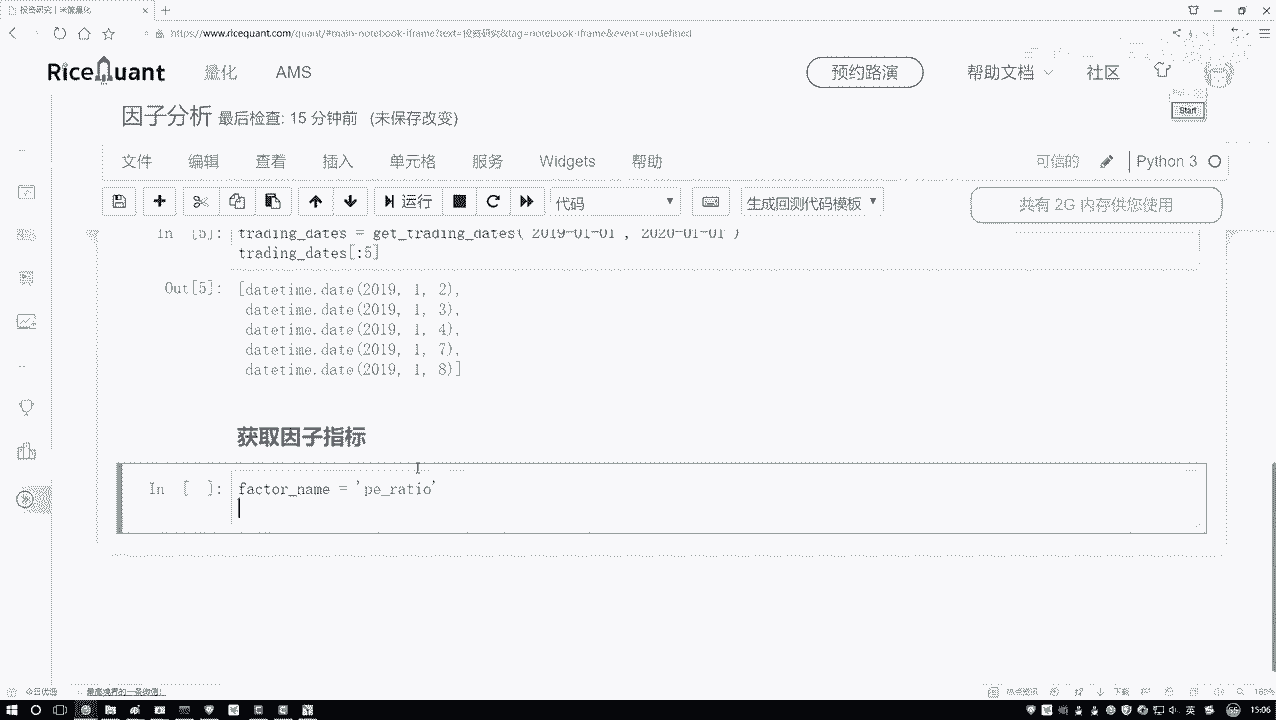 投资研究 | 米筐量化
https://www.ricequant.com/quant/#main-notebook-iframe?text=投资研究&tag=notebook-iframe&event=undefined
RiceQuant 量化 AMS 预约路演 帮助文档 社区
Start
因子分析 最后检查: 15 分钟前 (未保存改变)
文件 编辑 查看 插入 单元格 服务 Widgets 帮助 可信的 Python 3
运行 代码 生成回测代码模板 共有 2G 内存供您使用
In [5]: trading_dates = get_trading_dates('2019-01-01', '2020-01-01')
trading_dates[:5]
Out[5]: [datetime.date(2019, 1, 2),
datetime.date(2019, 1, 3),
datetime.date(2019, 1, 4),
datetime.date(2019, 1, 7),
datetime.date(2019, 1, 8)]
获取因子指标
In [ ]: factor_name = 'pe_ratio'
今日优选
英 15:06